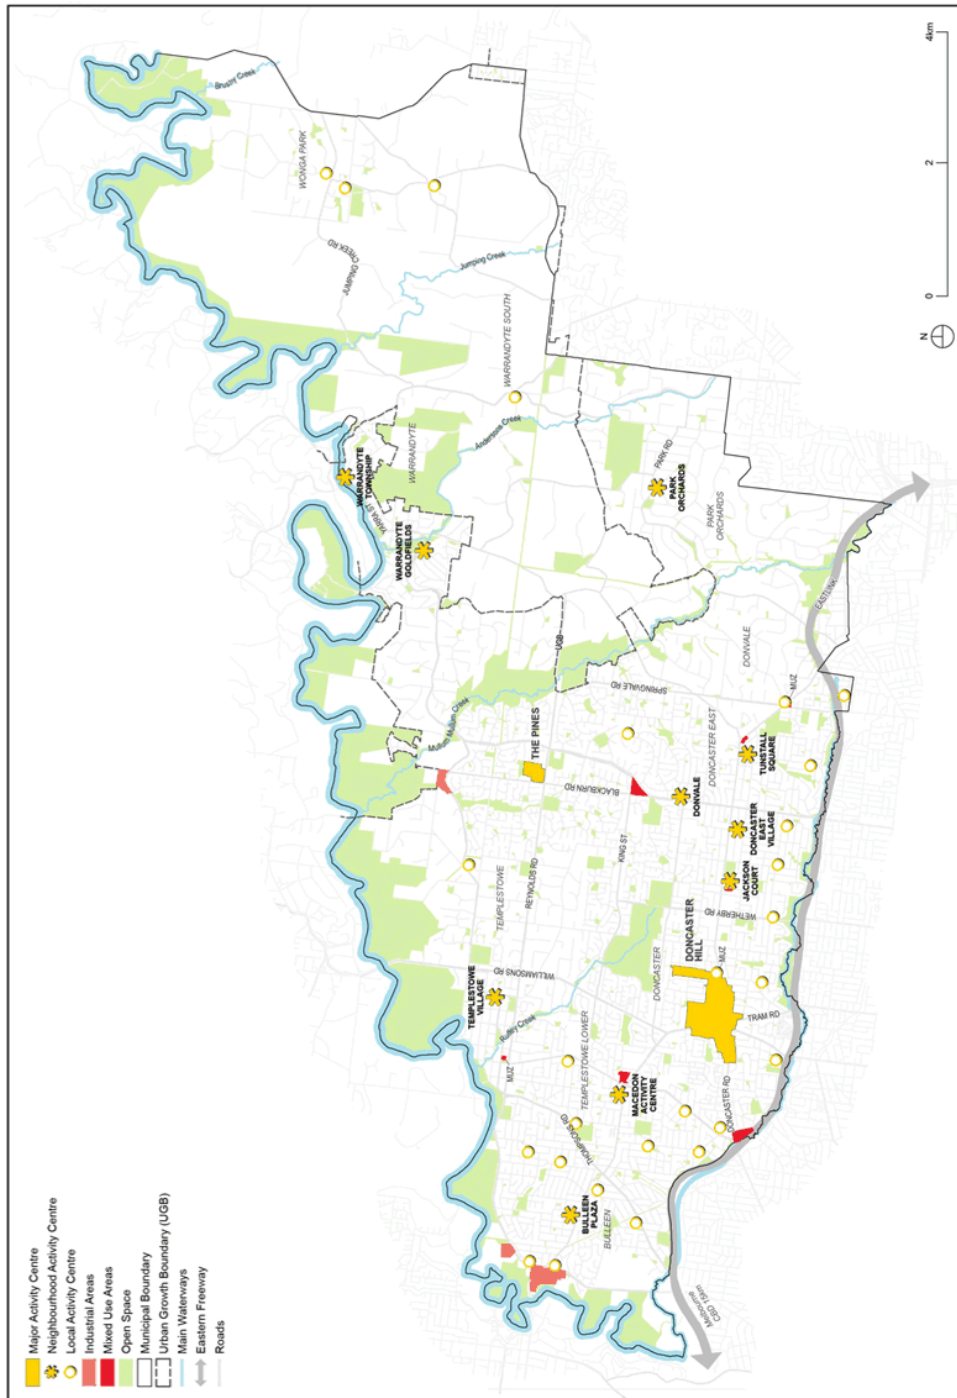 Major Activity Centre
Neighbourhood Activity Centre
Local Activity Centre
Industrial Areas
Mixed Use Areas
Open Space
Municipal Boundary
Urban Growth Boundary (UGB)
Main Waterways
Eastern Freeway
Roads
Melbourne
CBD 15km
BULLEEN
PLAZA
BULLEEN
THOMPSONS RD
MUZ
MACEDON
ACTIVITY
CENTRE
TEMPLESTOWE LOWER
DONCASTER RD
Ruffey Creek
TEMPLESTOWE
VILLAGE
WILLIAMSONS RD
TRAM RD
DONCASTER
MUZ
DONCASTER
HILL
TEMPLESTOWE
REYNOLDS RD
KING ST
WETHERBY RD
JACKSON
COURT
BLACKBURN RD
DONCASTER
EAST
VILLAGE
DONVALE
THE PINES
DONCASTER EAST
TUNSTALL
SQUARE
MUZ
Mullum Mullum Creek
SPRINGVALE RD
UGB
DONVALE
EASTLINK
WARRANDYTE
GOLDFIELDS
YARRA ST
WARRANDYTE
TOWNSHIP
WARRANDYTE
PARK
ORCHARDS
PARK
ORCHARDS
PARK RD
Andersons Creek
WARRANDYTE SOUTH
Jumping Creek
JUMPING CREEK RD
WONGA PARK
Brushy Creek
N
0
2
4km